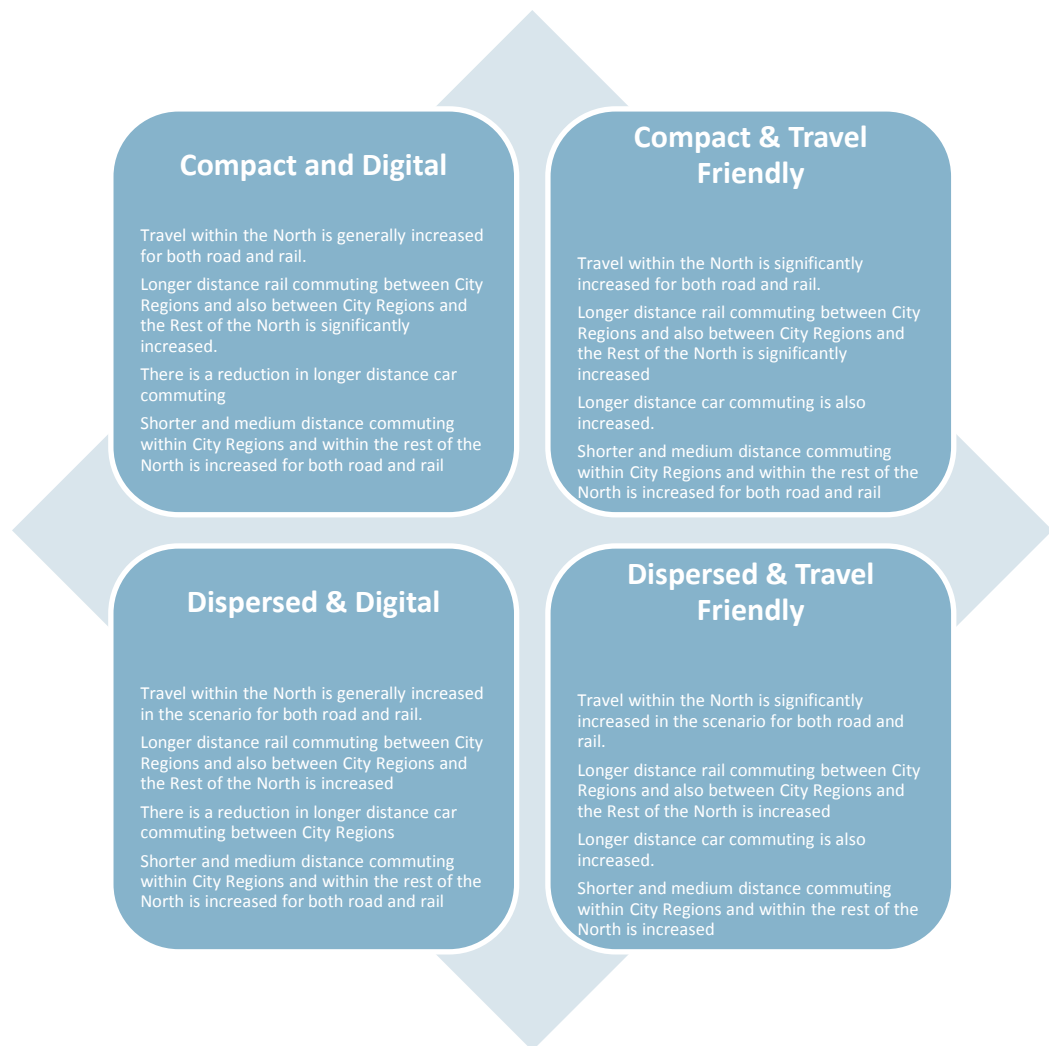 Compact and Digital
Travel within the North is generally increased
for both road and rail.
Longer distance rail commuting between City
Regions and also between City Regions and
the Rest of the North is significantly
increased.
There is a reduction in longer distance car
commuting
Shorter and medium distance commuting
within City Regions and within the rest of the
North is increased for both road and rail
Compact & Travel
Friendly
Travel within the North is significantly
increased for both road and rail.
Longer distance rail commuting between City
Regions and also between City Regions and
the Rest of the North is significantly
increased
Longer distance car commuting is also
increased.
Shorter and medium distance commuting
within City Regions and within the rest of the
North is increased for both road and rail
Dispersed & Digital
Travel within the North is generally increased
in the scenario for both road and rail.
Longer distance rail commuting between City
Regions and also between City Regions and
the Rest of the North is increased
There is a reduction in longer distance car
commuting between City Regions
Shorter and medium distance commuting
within City Regions and within the rest of the
North is increased for both road and rail
Dispersed & Travel
Friendly
Travel within the North is significantly
increased in the scenario for both road and
rail.
Longer distance rail commuting between City
Regions and also between City Regions and
the Rest of the North is increased
Longer distance car commuting is also
increased.
Shorter and medium distance commuting
within City Regions and within the rest of the
North is increased